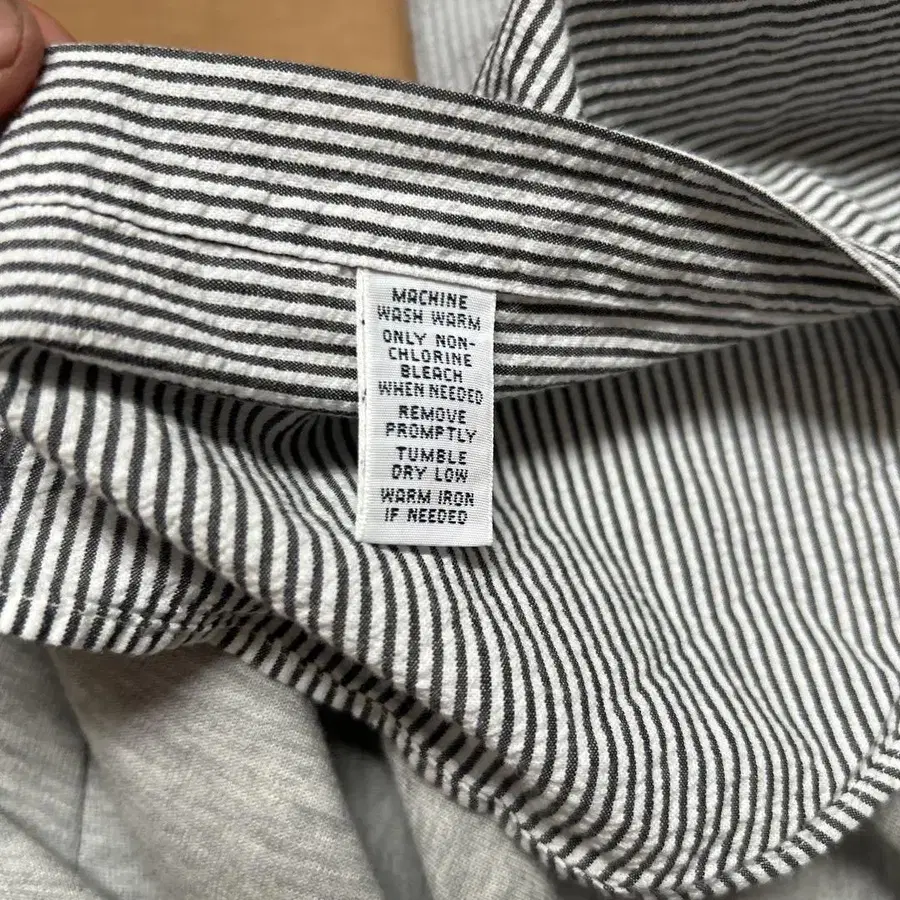 MACHINE
WASH WARM
ONLY NON-
CHLORINE
BLEACH
WHEN NEEDED
REMOVE
PROMPTLY
TUMBLE
DRY LOW
WARM IRON
IF NEEDED